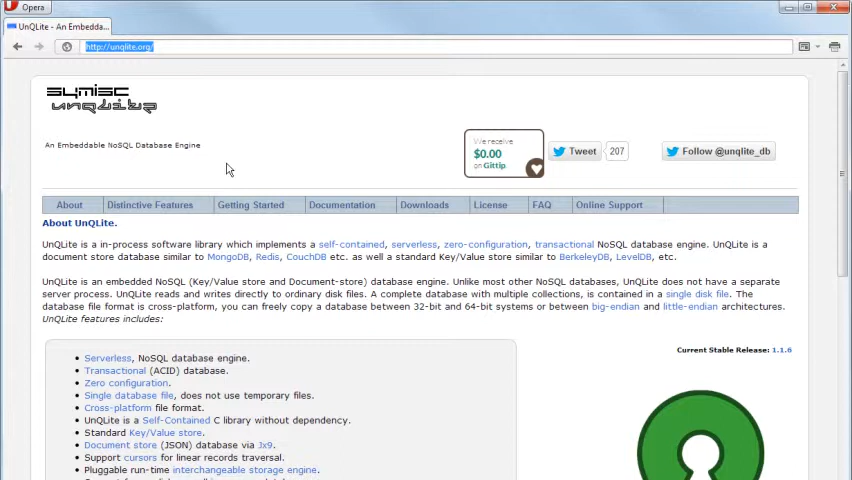 Opera
UnQLite - An Embedda...
http://unqlite.org/
symisc
unqlite
An Embeddable NoSQL Database Engine
We receive
$0.00
on Gittip.
Tweet
207
Follow @unqlite_db
About
Distinctive Features
Getting Started
Documentation
Downloads
License
FAQ
Online Support
About UnQLite.
UnQLite is a in-process software library which implements a self-contained, serverless, zero-configuration, transactional NoSQL database engine. UnQLite is a
document store database similar to MongoDB, Redis, CouchDB etc. as well a standard Key/Value store similar to BerkeleyDB, LevelDB, etc.
UnQLite is an embedded NoSQL (Key/Value store and Document-store) database engine. Unlike most other NoSQL databases, UnQLite does not have a separate
server process. UnQLite reads and writes directly to ordinary disk files. A complete database with multiple collections, is contained in a single disk file. The
database file format is cross-platform, you can freely copy a database between 32-bit and 64-bit systems or between big-endian and little-endian architectures.
UnQLite features includes:
Current Stable Release: 1.1.6
Serverless, NoSQL database engine.
Transactional (ACID) database.
Zero configuration.
Single database file, does not use temporary files.
Cross-platform file format.
UnQLite is a Self-Contained C library without dependency.
Standard Key/Value store.
Document store (JSON) database via Jx9.
Support cursors for linear records traversal.
Pluggable run-time interchangeable storage engine.